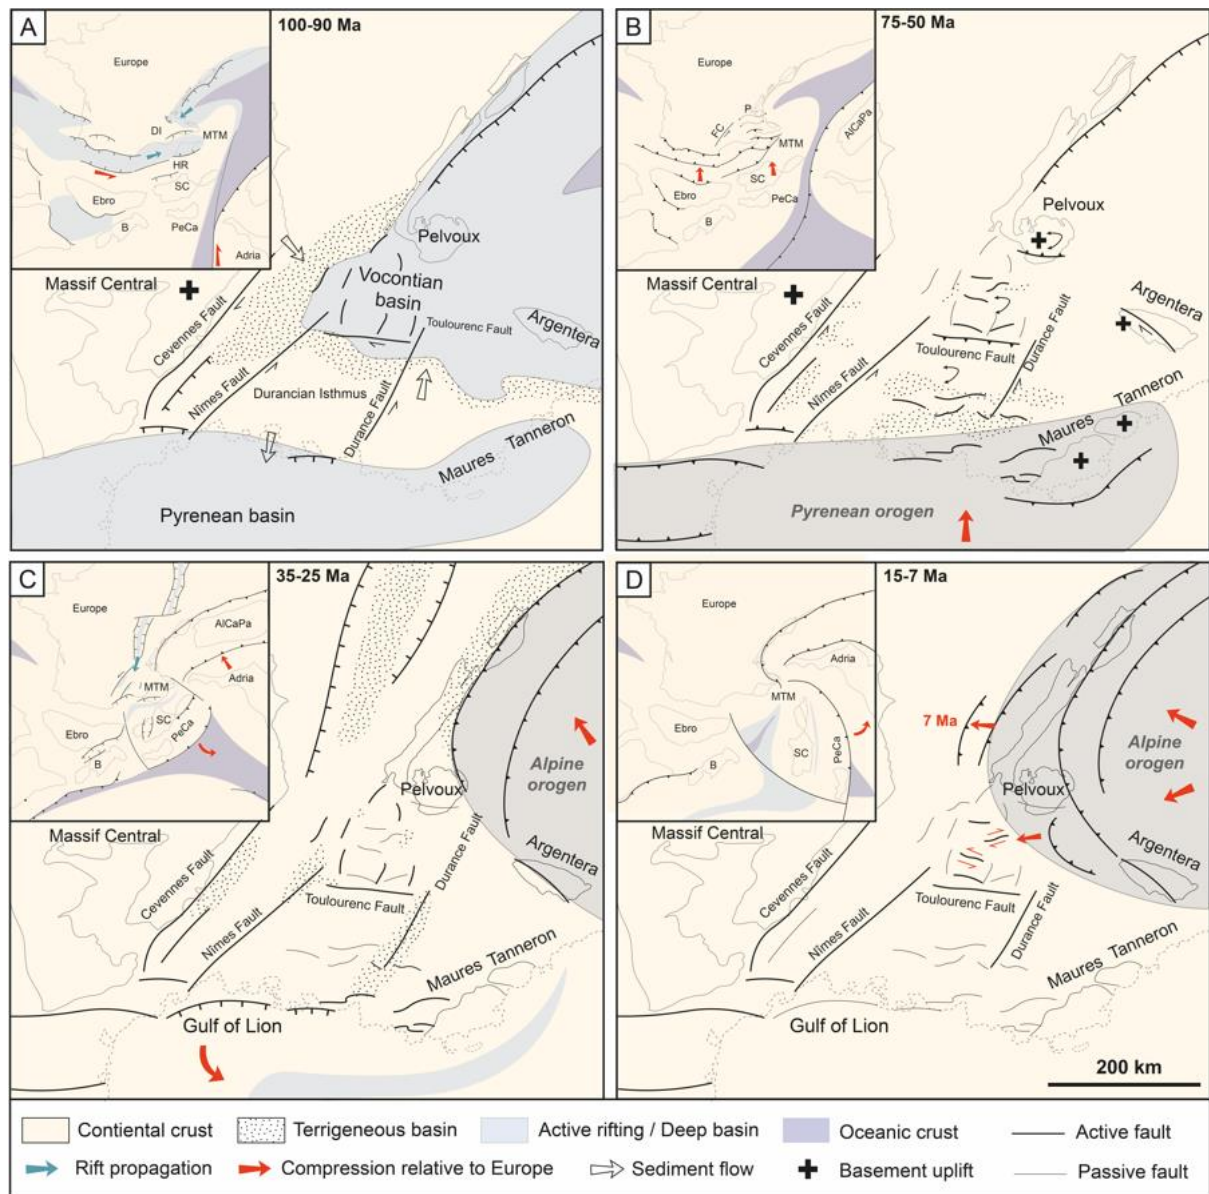 A
100-90 Ma
Europe
DI
MTM
HR
SC
Ebro
B
PeCa
Adria
Massif Central
Cevennes Fault
Nîmes Fault
Pelvoux
Vocontian
basin
Toulourenc Fault
Argentera
Durancian Isthmus
Durance Fault
Maures Tanneron
Pyrenean basin
B
75-50 Ma
Europe
P
FC
MTM
AlCaPa
SC
Ebro
PeCa
B
Massif Central
Cevennes Fault
Nîmes Fault
Pelvoux
Argentera
Toulourenc Fault
Durance Fault
Maures Tanneron
Pyrenean orogen
C
35-25 Ma
Europe
AlCaPa
Adria
MTM
SC
PeCa
Ebro
B
Massif Central
Cevennes Fault
Nîmes Fault
Alpine
orogen
Pelvoux
Argentera
Durance Fault
Toulourenc Fault
Maures Tanneron
Gulf of Lion
D
15-7 Ma
Europe
Adria
MTM
Ebro
SC
PeCa
B
7 Ma
Alpine
orogen
Pelvoux
Massif Central
Argentera
Cevennes Fault
Nîmes Fault
Toulourenc Fault
Durance Fault
Maures Tanneron
Gulf of Lion
200 km
Contiental crust
Terrigeneous basin
Active rifting / Deep basin
Oceanic crust
Active fault
Rift propagation
Compression relative to Europe
Sediment flow
Basement uplift
Passive fault